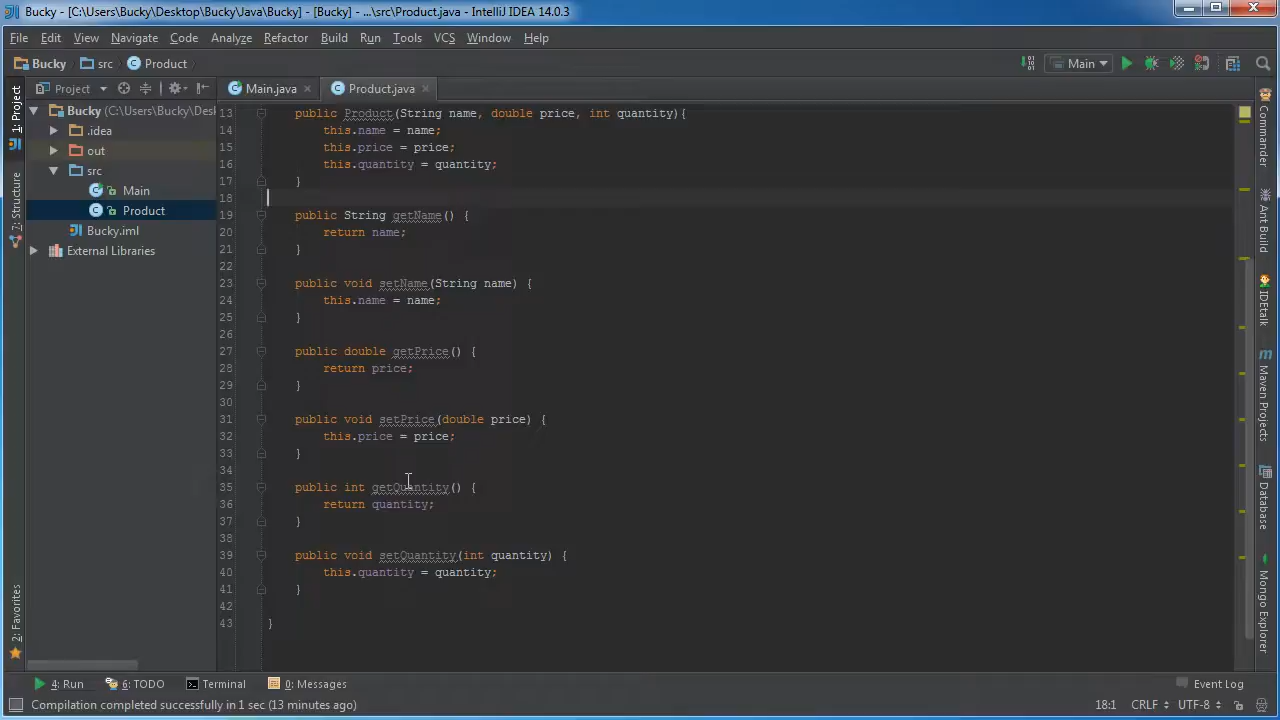 Bucky - [C:\Users\Bucky\Desktop\Bucky\Java\Bucky] - [Bucky] - ...\src\Product.java - IntelliJ IDEA 14.0.3
File Edit View Navigate Code Analyze Refactor Build Run Tools VCS Window Help
Bucky src Product Main
1: Project
7: Structure
2: Favorites
Project
Bucky (C:\Users\Bucky\Des
.idea
out
src
Main
Product
Bucky.iml
External Libraries
Main.java Product.java
13 public Product(String name, double price, int quantity){
14 this.name = name;
15 this.price = price;
16 this.quantity = quantity;
17 }
18
19 public String getName() {
20 return name;
21 }
22
23 public void setName(String name) {
24 this.name = name;
25 }
26
27 public double getPrice() {
28 return price;
29 }
30
31 public void setPrice(double price) {
32 this.price = price;
33 }
34
35 public int getQuantity() {
36 return quantity;
37 }
38
39 public void setQuantity(int quantity) {
40 this.quantity = quantity;
41 }
42
43 }
Commander
Ant Build
IDEtalk
Maven Projects
Database
Mongo Explorer
4: Run 6: TODO Terminal 0: Messages Event Log
Compilation completed successfully in 1 sec (13 minutes ago) 18:1 CRLF UTF-8